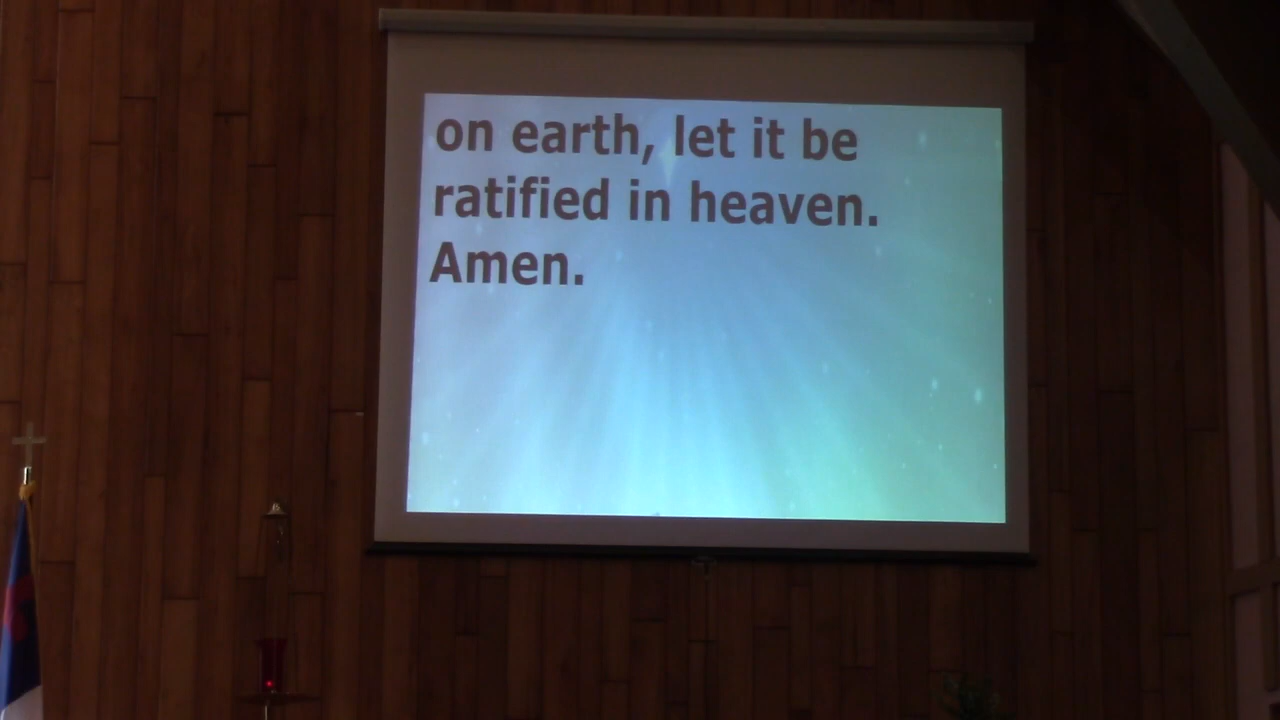 on earth, let it be
ratified in heaven.
Amen.